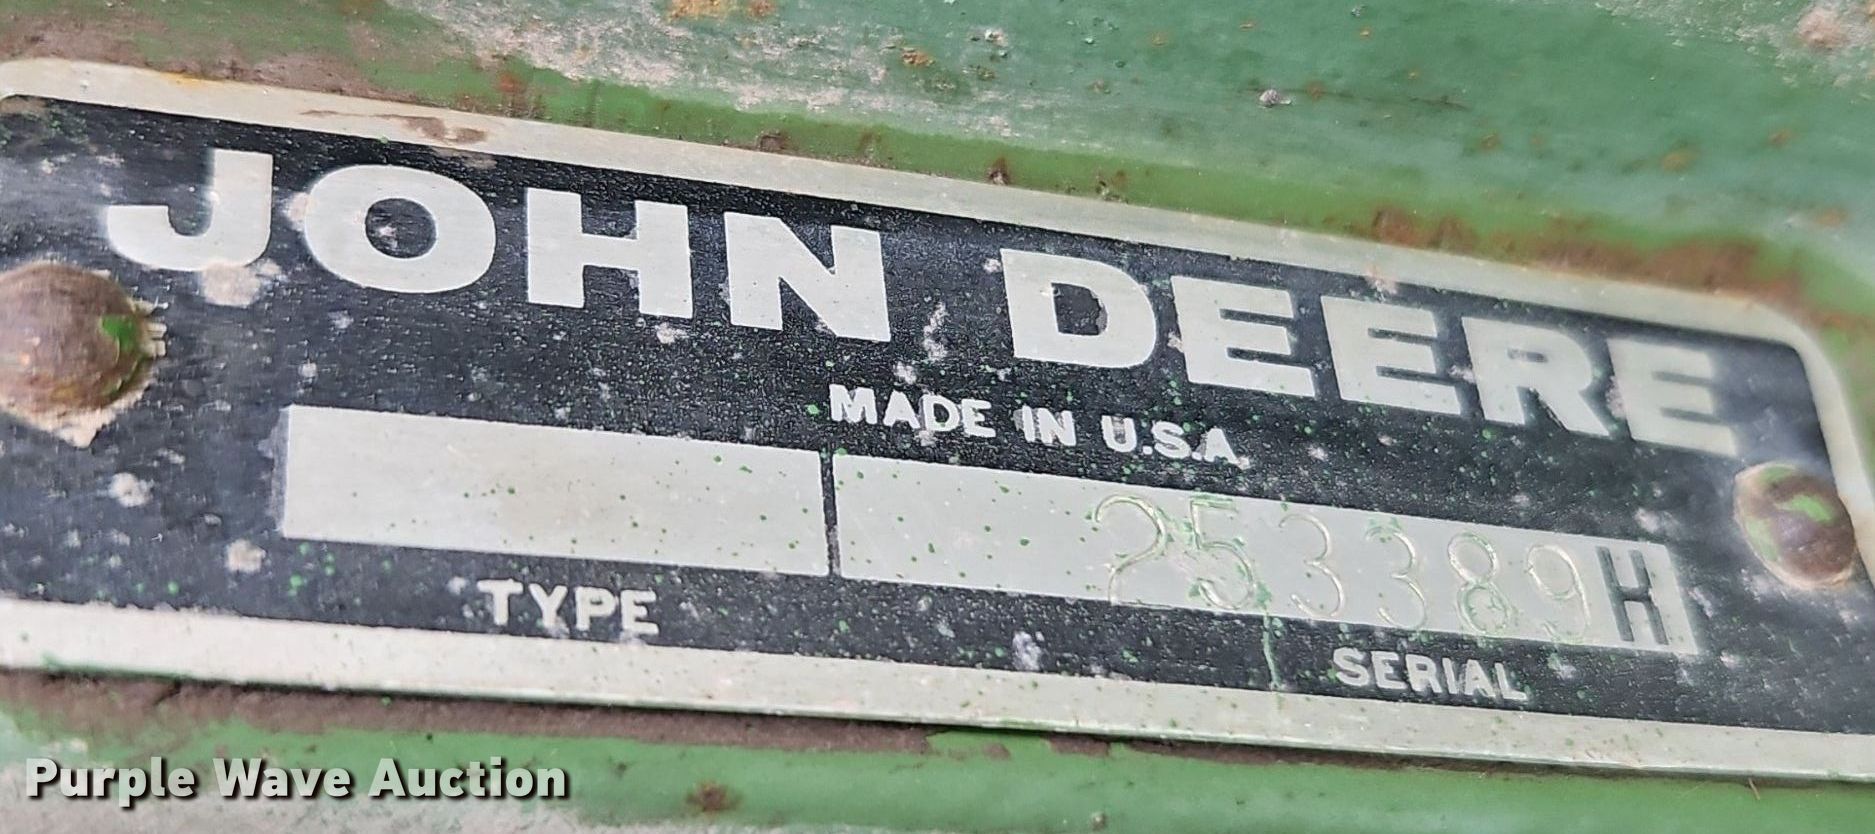 JOHN DEERE
MADE IN U.S.A.
253389H
TYPE
SERIAL
Purple Wave Auction